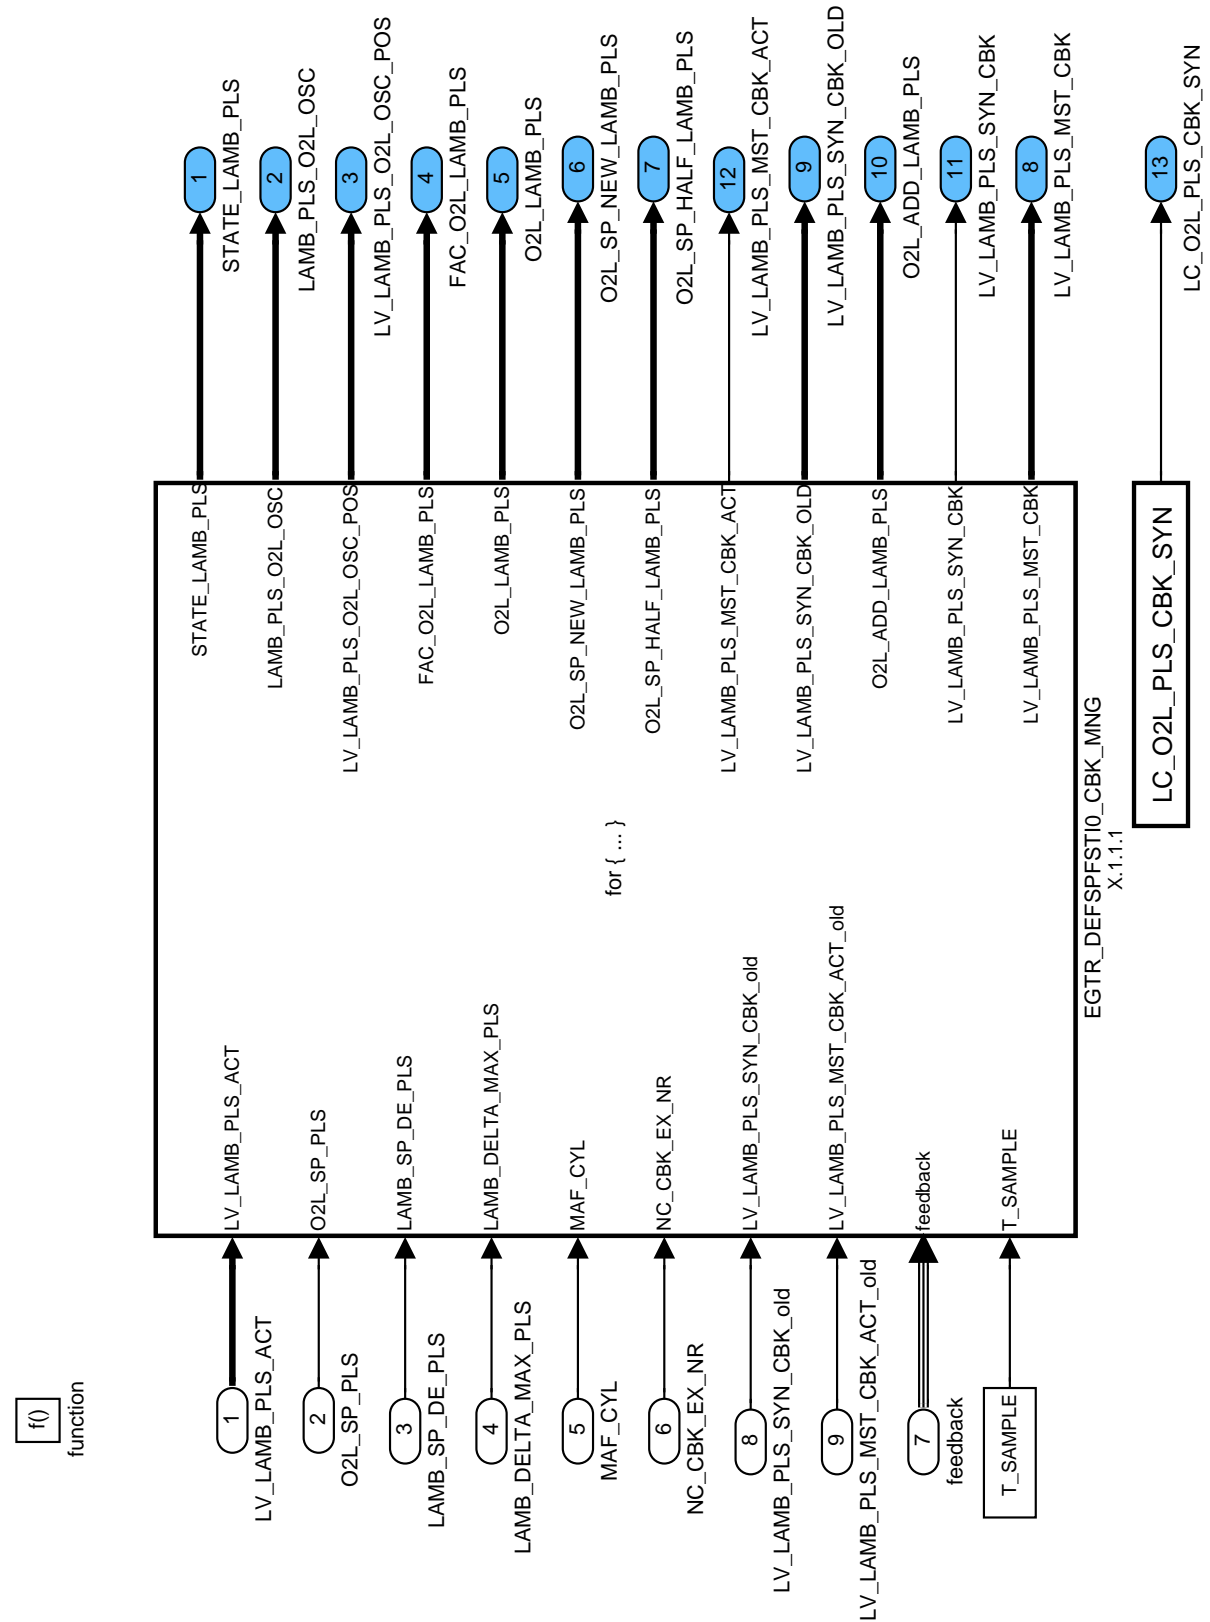 f()
function
1
LV_LAMB_PLS_ACT
2
O2L_SP_PLS
3
LAMB_SP_DE_PLS
4
LAMB_DELTA_MAX_PLS
5
MAF_CYL
6
NC_CBK_EX_NR
8
LV_LAMB_PLS_SYN_CBK_old
9
LV_LAMB_PLS_MST_CBK_ACT_old
7
feedback
T_SAMPLE
LV_LAMB_PLS_ACT
O2L_SP_PLS
LAMB_SP_DE_PLS
LAMB_DELTA_MAX_PLS
MAF_CYL
NC_CBK_EX_NR
LV_LAMB_PLS_SYN_CBK_old
LV_LAMB_PLS_MST_CBK_ACT_old
feedback
T_SAMPLE
for { ... }
EGTR_DEFSPFSTI0_CBK_MNG
X.1.1.1
STATE_LAMB_PLS
LAMB_PLS_O2L_OSC
LV_LAMB_PLS_O2L_OSC_POS
FAC_O2L_LAMB_PLS
O2L_LAMB_PLS
O2L_SP_NEW_LAMB_PLS
O2L_SP_HALF_LAMB_PLS
LV_LAMB_PLS_MST_CBK_ACT
LV_LAMB_PLS_SYN_CBK_OLD
O2L_ADD_LAMB_PLS
LV_LAMB_PLS_SYN_CBK
LV_LAMB_PLS_MST_CBK
LC_O2L_PLS_CBK_SYN
1
STATE_LAMB_PLS
2
LAMB_PLS_O2L_OSC
3
LV_LAMB_PLS_O2L_OSC_POS
4
FAC_O2L_LAMB_PLS
5
O2L_LAMB_PLS
6
O2L_SP_NEW_LAMB_PLS
7
O2L_SP_HALF_LAMB_PLS
12
LV_LAMB_PLS_MST_CBK_ACT
9
LV_LAMB_PLS_SYN_CBK_OLD
10
O2L_ADD_LAMB_PLS
11
LV_LAMB_PLS_SYN_CBK
8
LV_LAMB_PLS_MST_CBK
13
LC_O2L_PLS_CBK_SYN